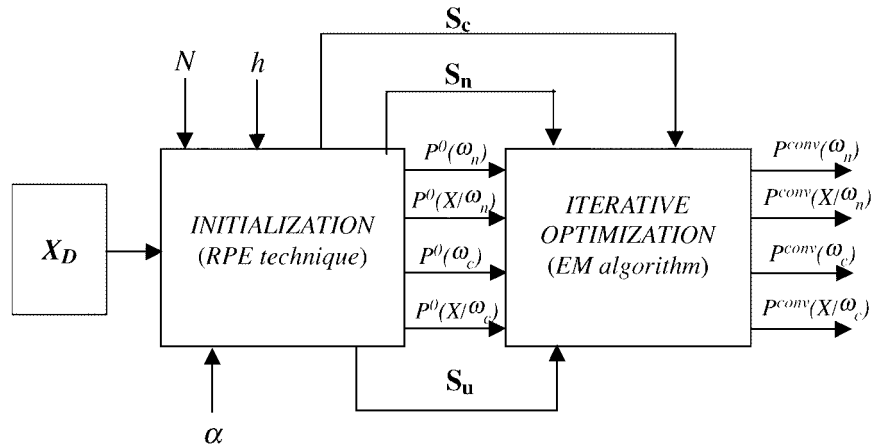 S_c
N h S_n
P^0(ω_n) P^conv(ω_n)
P^0(X/ω_n) P^conv(X/ω_n)
X_D
INITIALIZATION
(RPE technique)
ITERATIVE
OPTIMIZATION
(EM algorithm)
P^0(ω_c) P^conv(ω_c)
P^0(X/ω_c) P^conv(X/ω_c)
S_u
α